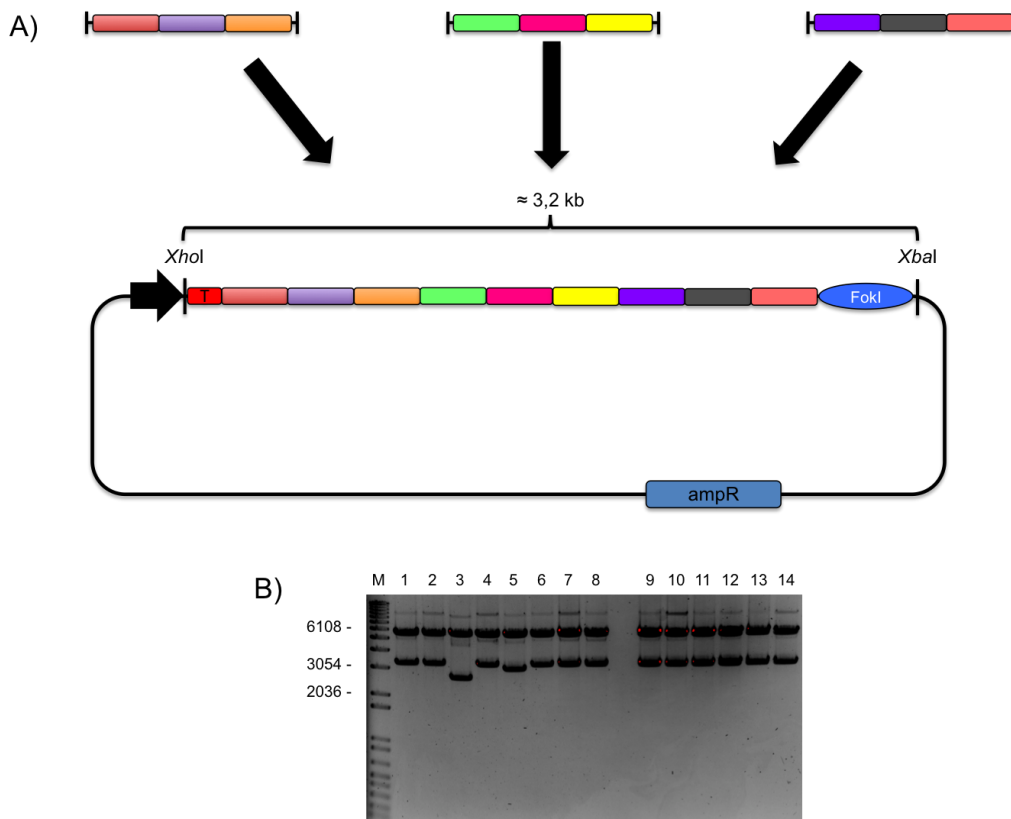 A)
≈ 3,2 kb
XhoI XbaI
T FokI
ampR
B)
M 1 2 3 4 5 6 7 8 9 10 11 12 13 14
6108 -
3054 -
2036 -